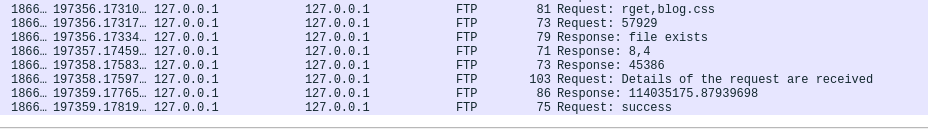 1866… 197356.17310… 127.0.0.1 127.0.0.1 FTP 81 Request: rget,blog.css
1866… 197356.17317… 127.0.0.1 127.0.0.1 FTP 73 Request: 57929
1866… 197356.17334… 127.0.0.1 127.0.0.1 FTP 79 Response: file exists
1866… 197357.17459… 127.0.0.1 127.0.0.1 FTP 71 Response: 8,4
1866… 197358.17583… 127.0.0.1 127.0.0.1 FTP 73 Response: 45386
1866… 197358.17597… 127.0.0.1 127.0.0.1 FTP 103 Request: Details of the request are received
1866… 197359.17765… 127.0.0.1 127.0.0.1 FTP 86 Response: 114035175.87939698
1866… 197359.17819… 127.0.0.1 127.0.0.1 FTP 75 Request: success